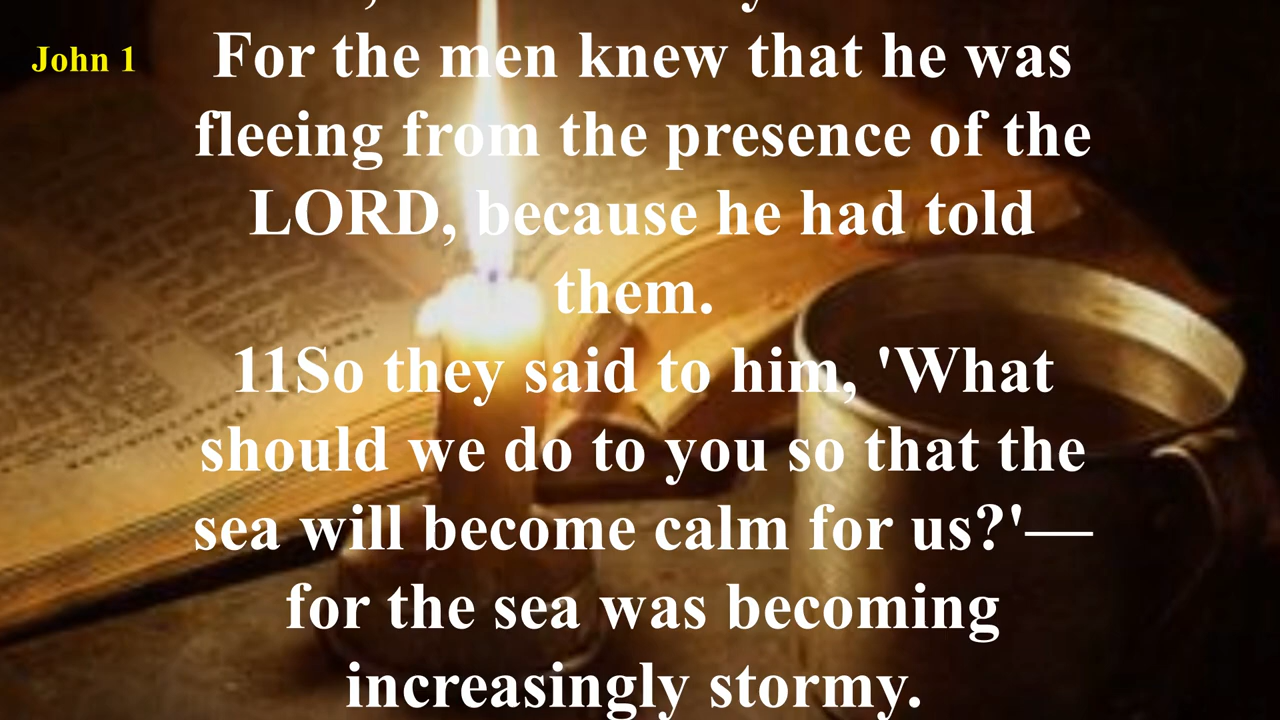 John 1
For the men knew that he was
fleeing from the presence of the
LORD, because he had told
them.
11So they said to him, 'What
should we do to you so that the
sea will become calm for us?'—
for the sea was becoming
increasingly stormy.